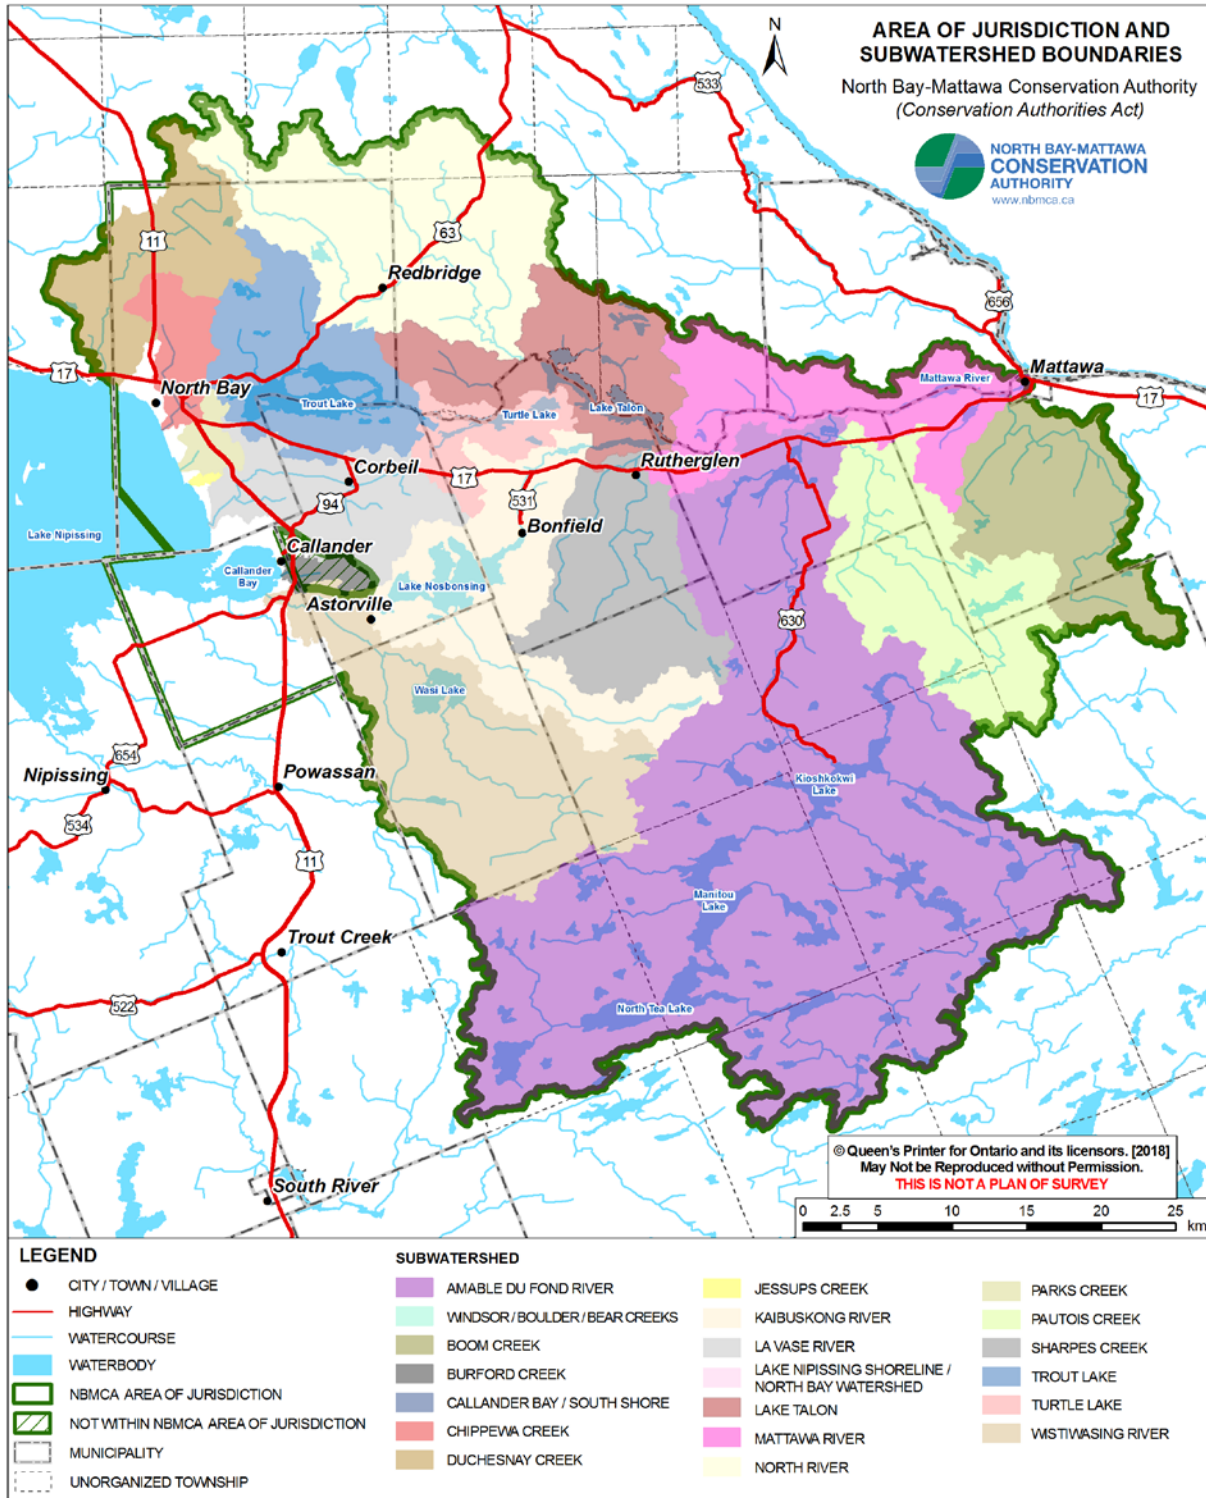 AREA OF JURISDICTION AND
SUBWATERSHED BOUNDARIES
North Bay-Mattawa Conservation Authority
(Conservation Authorities Act)
NORTH BAY-MATTAWA
CONSERVATION
AUTHORITY
www.nbmca.ca
N
533
11
63
Redbridge
656
17
North Bay
Mattawa River
Mattawa
17
Trout Lake
Turtle Lake
Lake Talon
Corbeil
17
Rutherglen
94
531
Bonfield
Lake Nipissing
Callander
Callander
Bay
Lake Nosbonsing
Astorville
630
Wasi Lake
654
Nipissing
Powassan
Kioshkokwi
Lake
534
11
Manitou
Lake
Trout Creek
522
North Tea Lake
South River
© Queen's Printer for Ontario and its licensors. [2018]
May Not be Reproduced without Permission.
THIS IS NOT A PLAN OF SURVEY
0 2.5 5 10 15 20 25
km
LEGEND
CITY / TOWN / VILLAGE
HIGHWAY
WATERCOURSE
WATERBODY
NBMCA AREA OF JURISDICTION
NOT WITHIN NBMCA AREA OF JURISDICTION
MUNICIPALITY
UNORGANIZED TOWNSHIP
SUBWATERSHED
AMABLE DU FOND RIVER
WINDSOR / BOULDER / BEAR CREEKS
BOOM CREEK
BURFORD CREEK
CALLANDER BAY / SOUTH SHORE
CHIPPEWA CREEK
DUCHESNAY CREEK
JESSUPS CREEK
KAIBUSKONG RIVER
LA VASE RIVER
LAKE NIPISSING SHORELINE /
NORTH BAY WATERSHED
LAKE TALON
MATTAWA RIVER
NORTH RIVER
PARKS CREEK
PAUTOIS CREEK
SHARPES CREEK
TROUT LAKE
TURTLE LAKE
WISTIWASING RIVER